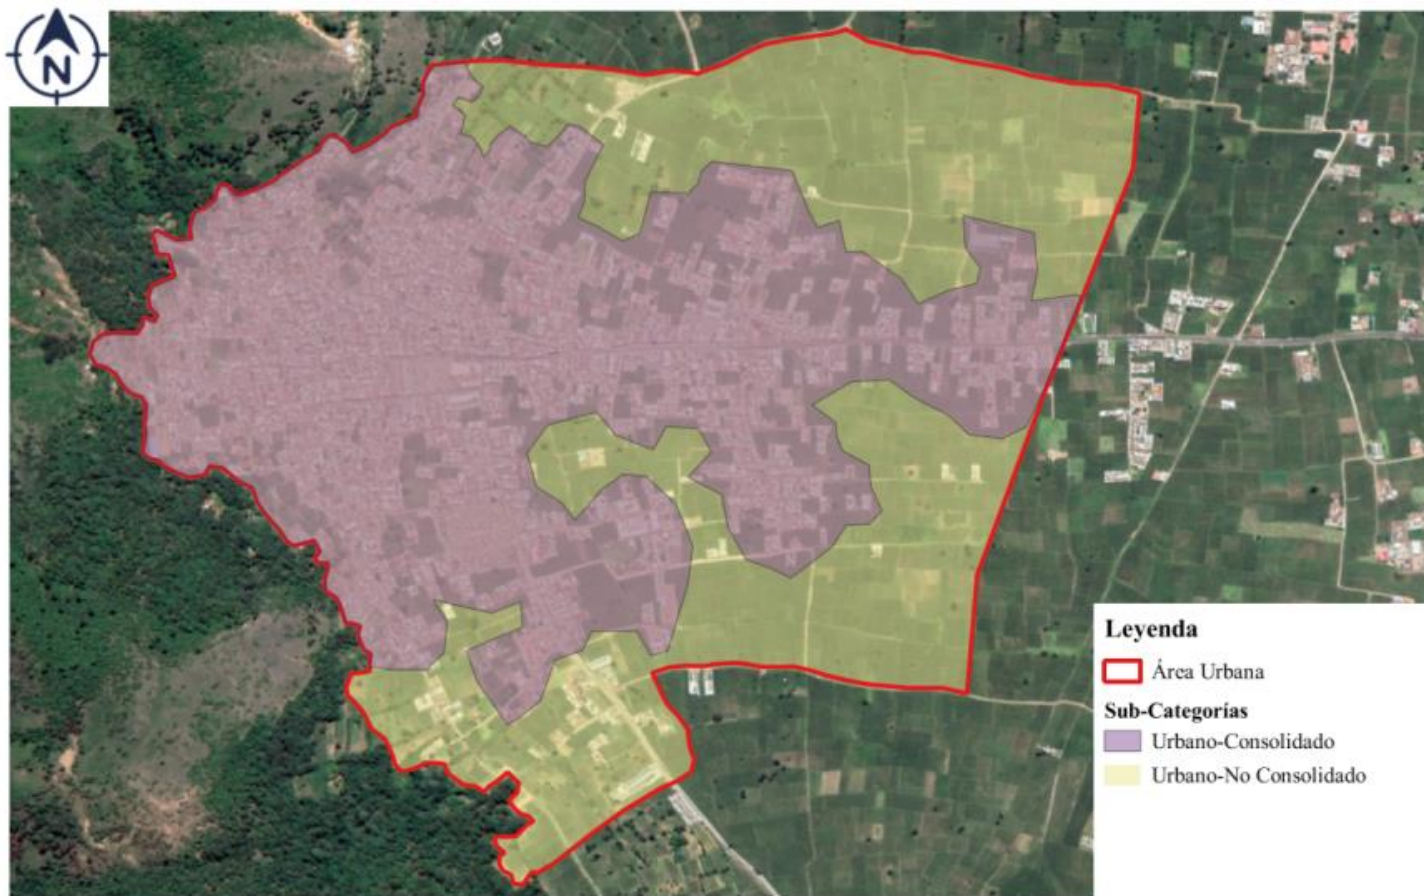 N
Leyenda
Área Urbana
Sub-Categorías
Urbano-Consolidado
Urbano-No Consolidado